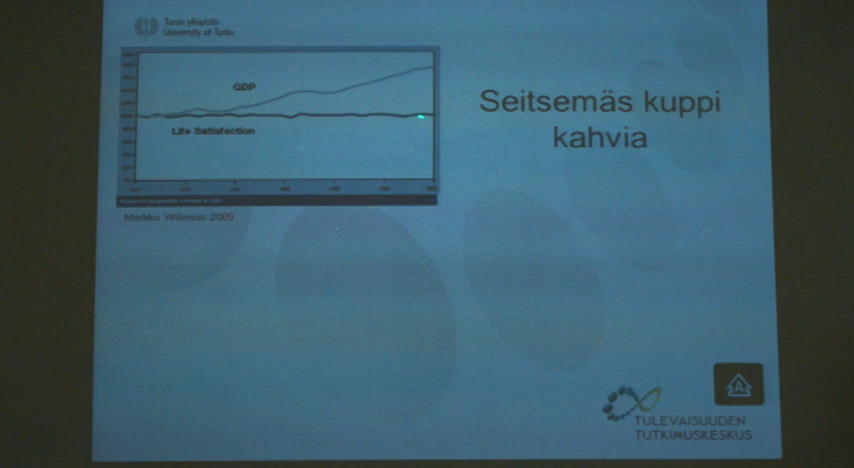 Turun yliopisto
University of Turku
GDP
Life Satisfaction
Markku Wilenius 2009
Seitsemäs kuppi
kahvia
A
TULEVAISUUDEN
TUTKIMUSKESKUS